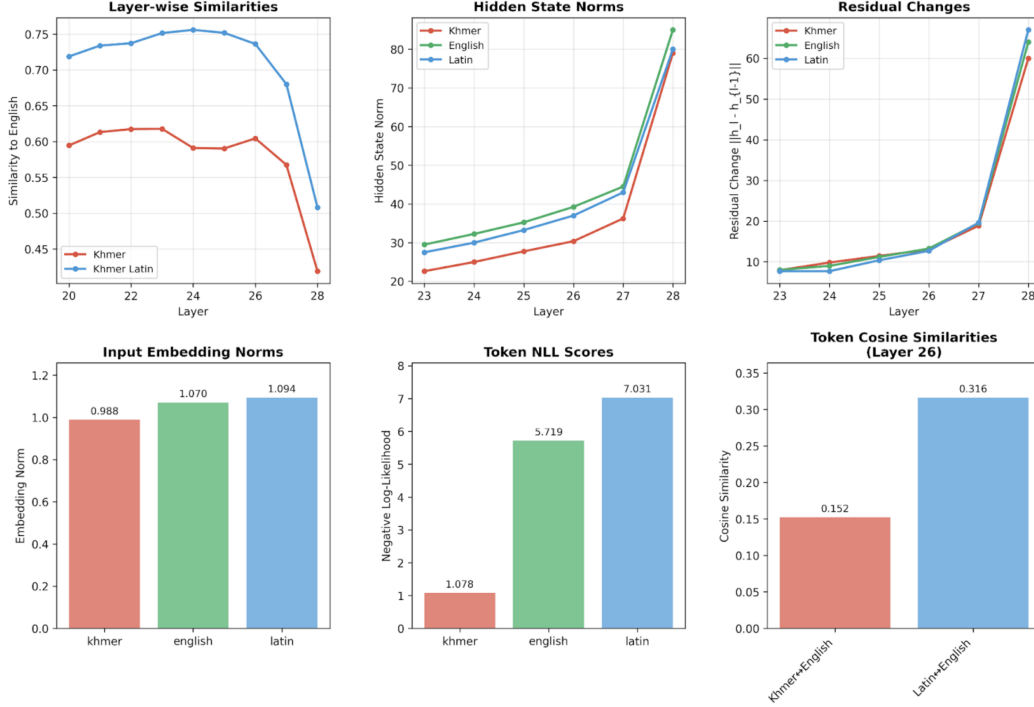 Layer-wise Similarities
Similarity to English
0.75
0.70
0.65
0.60
0.55
0.50
0.45
Khmer
Khmer Latin
20 22 24 26 28
Layer
Hidden State Norms
Hidden State Norm
80
70
60
50
40
30
20
Khmer
English
Latin
23 24 25 26 27 28
Layer
Residual Changes
Residual Change ||h_l - h_{l-1}||
60
50
40
30
20
10
Khmer
English
Latin
23 24 25 26 27 28
Layer
Input Embedding Norms
Embedding Norm
1.2
1.0
0.8
0.6
0.4
0.2
0.0
0.988
1.070
1.094
khmer english latin
Token NLL Scores
Negative Log-Likelihood
8
7
6
5
4
3
2
1
0
1.078
5.719
7.031
khmer english latin
Token Cosine Similarities
(Layer 26)
Cosine Similarity
0.35
0.30
0.25
0.20
0.15
0.10
0.05
0.00
0.152
0.316
Khmer↔English
Latin↔English